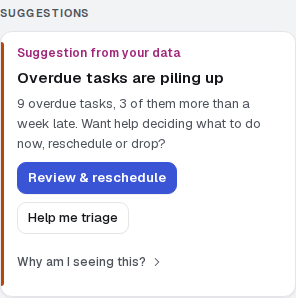 SUGGESTIONS
Suggestion from your data
Overdue tasks are piling up
9 overdue tasks, 3 of them more than a
week late. Want help deciding what to do
now, reschedule or drop?
Review & reschedule
Help me triage
Why am I seeing this?